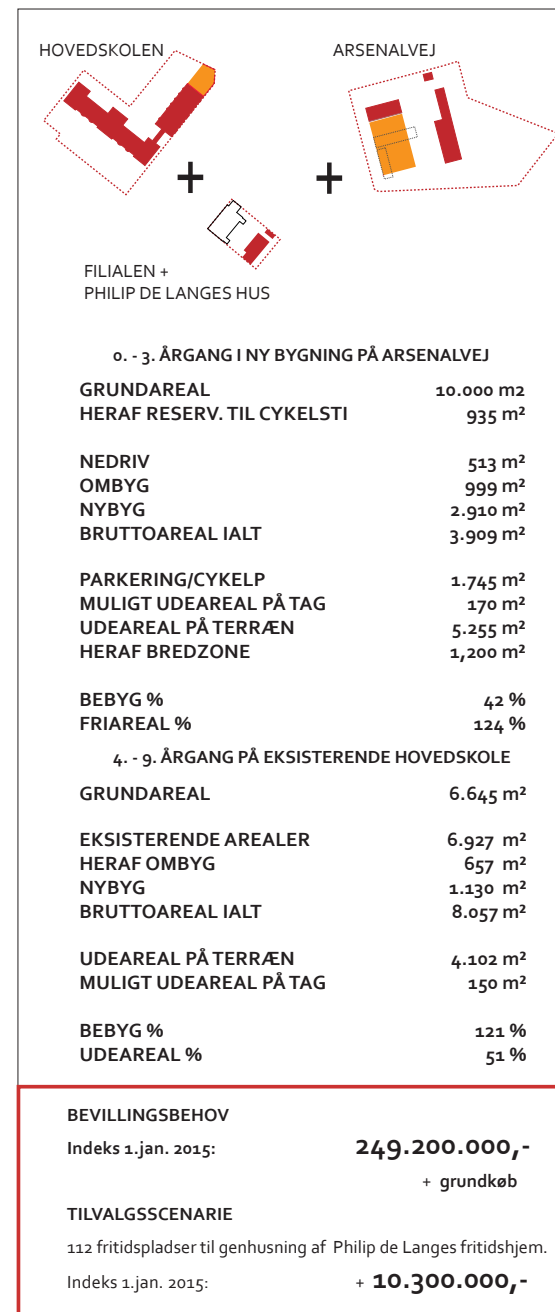 HOVEDSKOLEN
ARSENALVEJ
+
+
FILIALEN +
PHILIP DE LANGES HUS
0. - 3. ÅRGANG I NY BYGNING PÅ ARSENALVEJ
GRUNDAREAL 10.000 m2
HERAF RESERV. TIL CYKELSTI 935 m²
NEDRIV 513 m²
OMBYG 999 m²
NYBYG 2.910 m²
BRUTTOAREAL IALT 3.909 m²
PARKERING/CYKELP 1.745 m²
MULIGT UDEAREAL PÅ TAG 170 m²
UDEAREAL PÅ TERRÆN 5.255 m²
HERAF BREDZONE 1,200 m²
BEBYG % 42 %
FRIAREAL % 124 %
4. - 9. ÅRGANG PÅ EKSISTERENDE HOVEDSKOLE
GRUNDAREAL 6.645 m²
EKSISTERENDE AREALER 6.927 m²
HERAF OMBYG 657 m²
NYBYG 1.130 m²
BRUTTOAREAL IALT 8.057 m²
UDEAREAL PÅ TERRÆN 4.102 m²
MULIGT UDEAREAL PÅ TAG 150 m²
BEBYG % 121 %
UDEAREAL % 51 %
BEVILLINGSBEHOV
Indeks 1.jan. 2015: 249.200.000,-
+ grundkøb
TILVALGSSCENARIE
112 fritidspladser til genhusning af Philip de Langes fritidshjem.
Indeks 1.jan. 2015: + 10.300.000,-